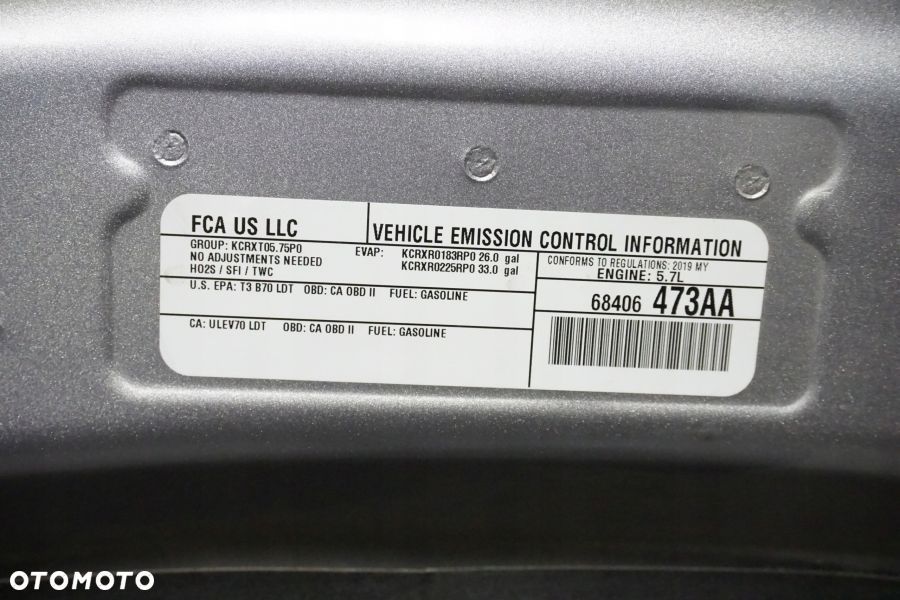 FCA US LLC
VEHICLE EMISSION CONTROL INFORMATION
GROUP: KCRXT05.75P0
NO ADJUSTMENTS NEEDED
HO2S / SFI / TWC
EVAP: KCRXR0183RP0 26.0 gal
KCRXR0225RP0 33.0 gal
CONFORMS TO REGULATIONS: 2019 MY
ENGINE: 5.7L
U.S. EPA: T3 B70 LDT OBD: CA OBD II FUEL: GASOLINE
68406 473AA
CA: ULEV70 LDT OBD: CA OBD II FUEL: GASOLINE
OTOMOTO